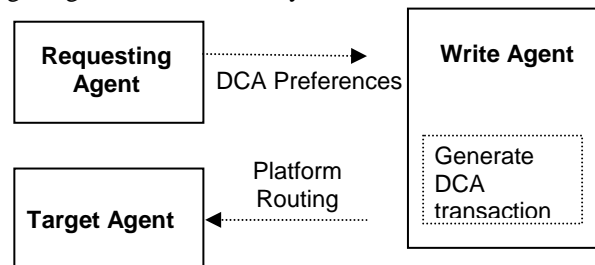 Requesting
Agent
DCA Preferences
Write Agent
Generate
DCA
transaction
Platform
Routing
Target Agent